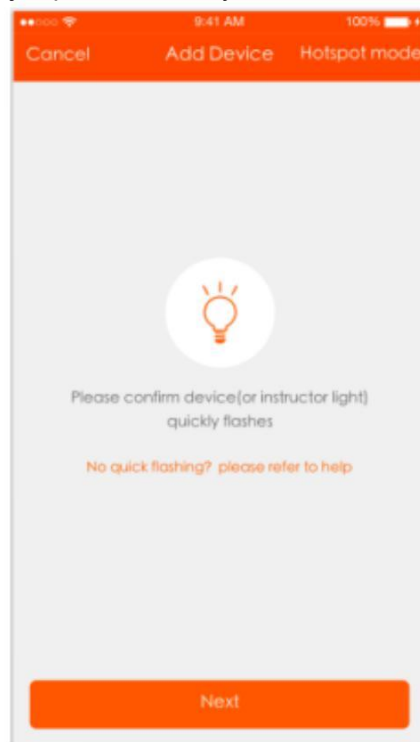 9:41 AM 100%
Cancel Add Device Hotspot mode
Please confirm device(or instructor light)
quickly flashes
No quick flashing? please refer to help
Next